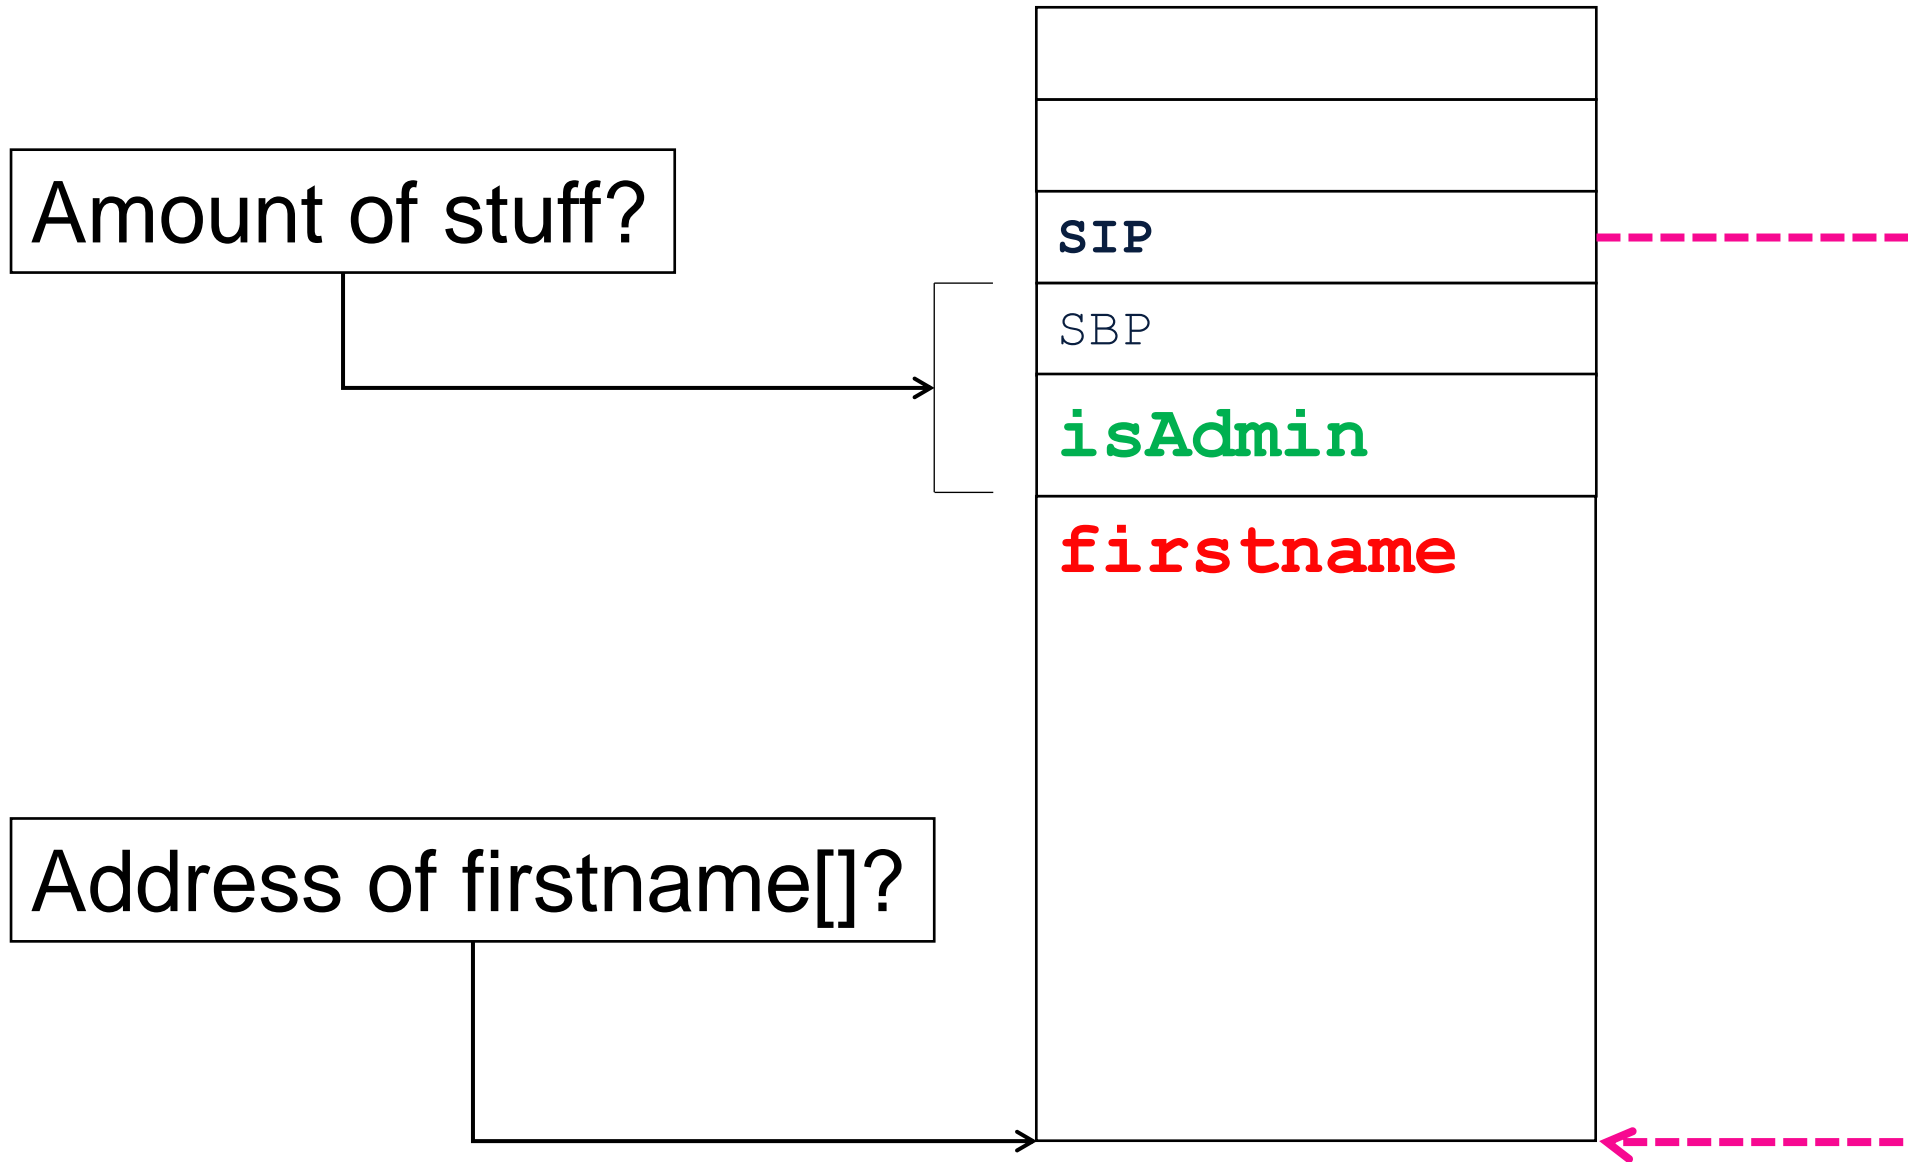 Amount of stuff?
SIP
SBP
isAdmin
firstname
Address of firstname[]?